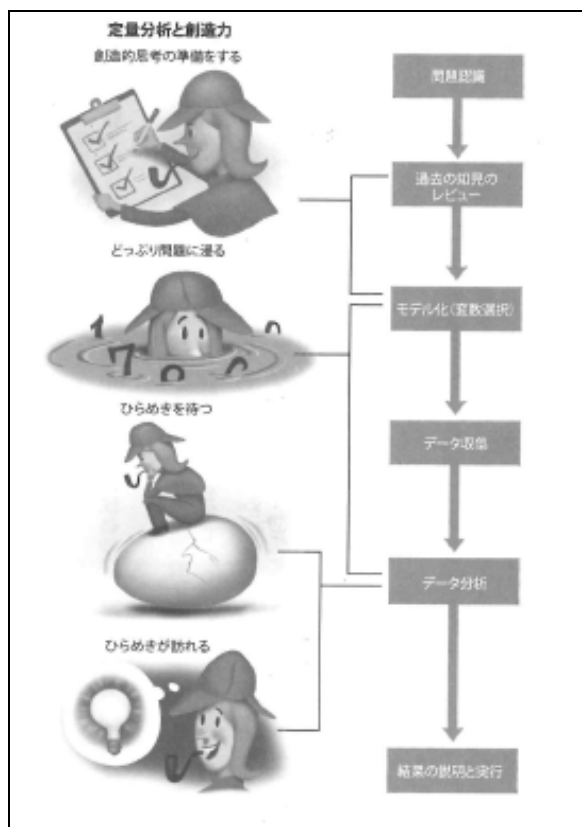 定量分析と創造力
創造的思考の準備をする
どっぷり問題に浸る
1
7
ひらめきを待つ
ひらめきが訪れる
問題認識
過去の知見の
レビュー
モデル化(変数選択)
データ収集
データ分析
結果の説明と実行